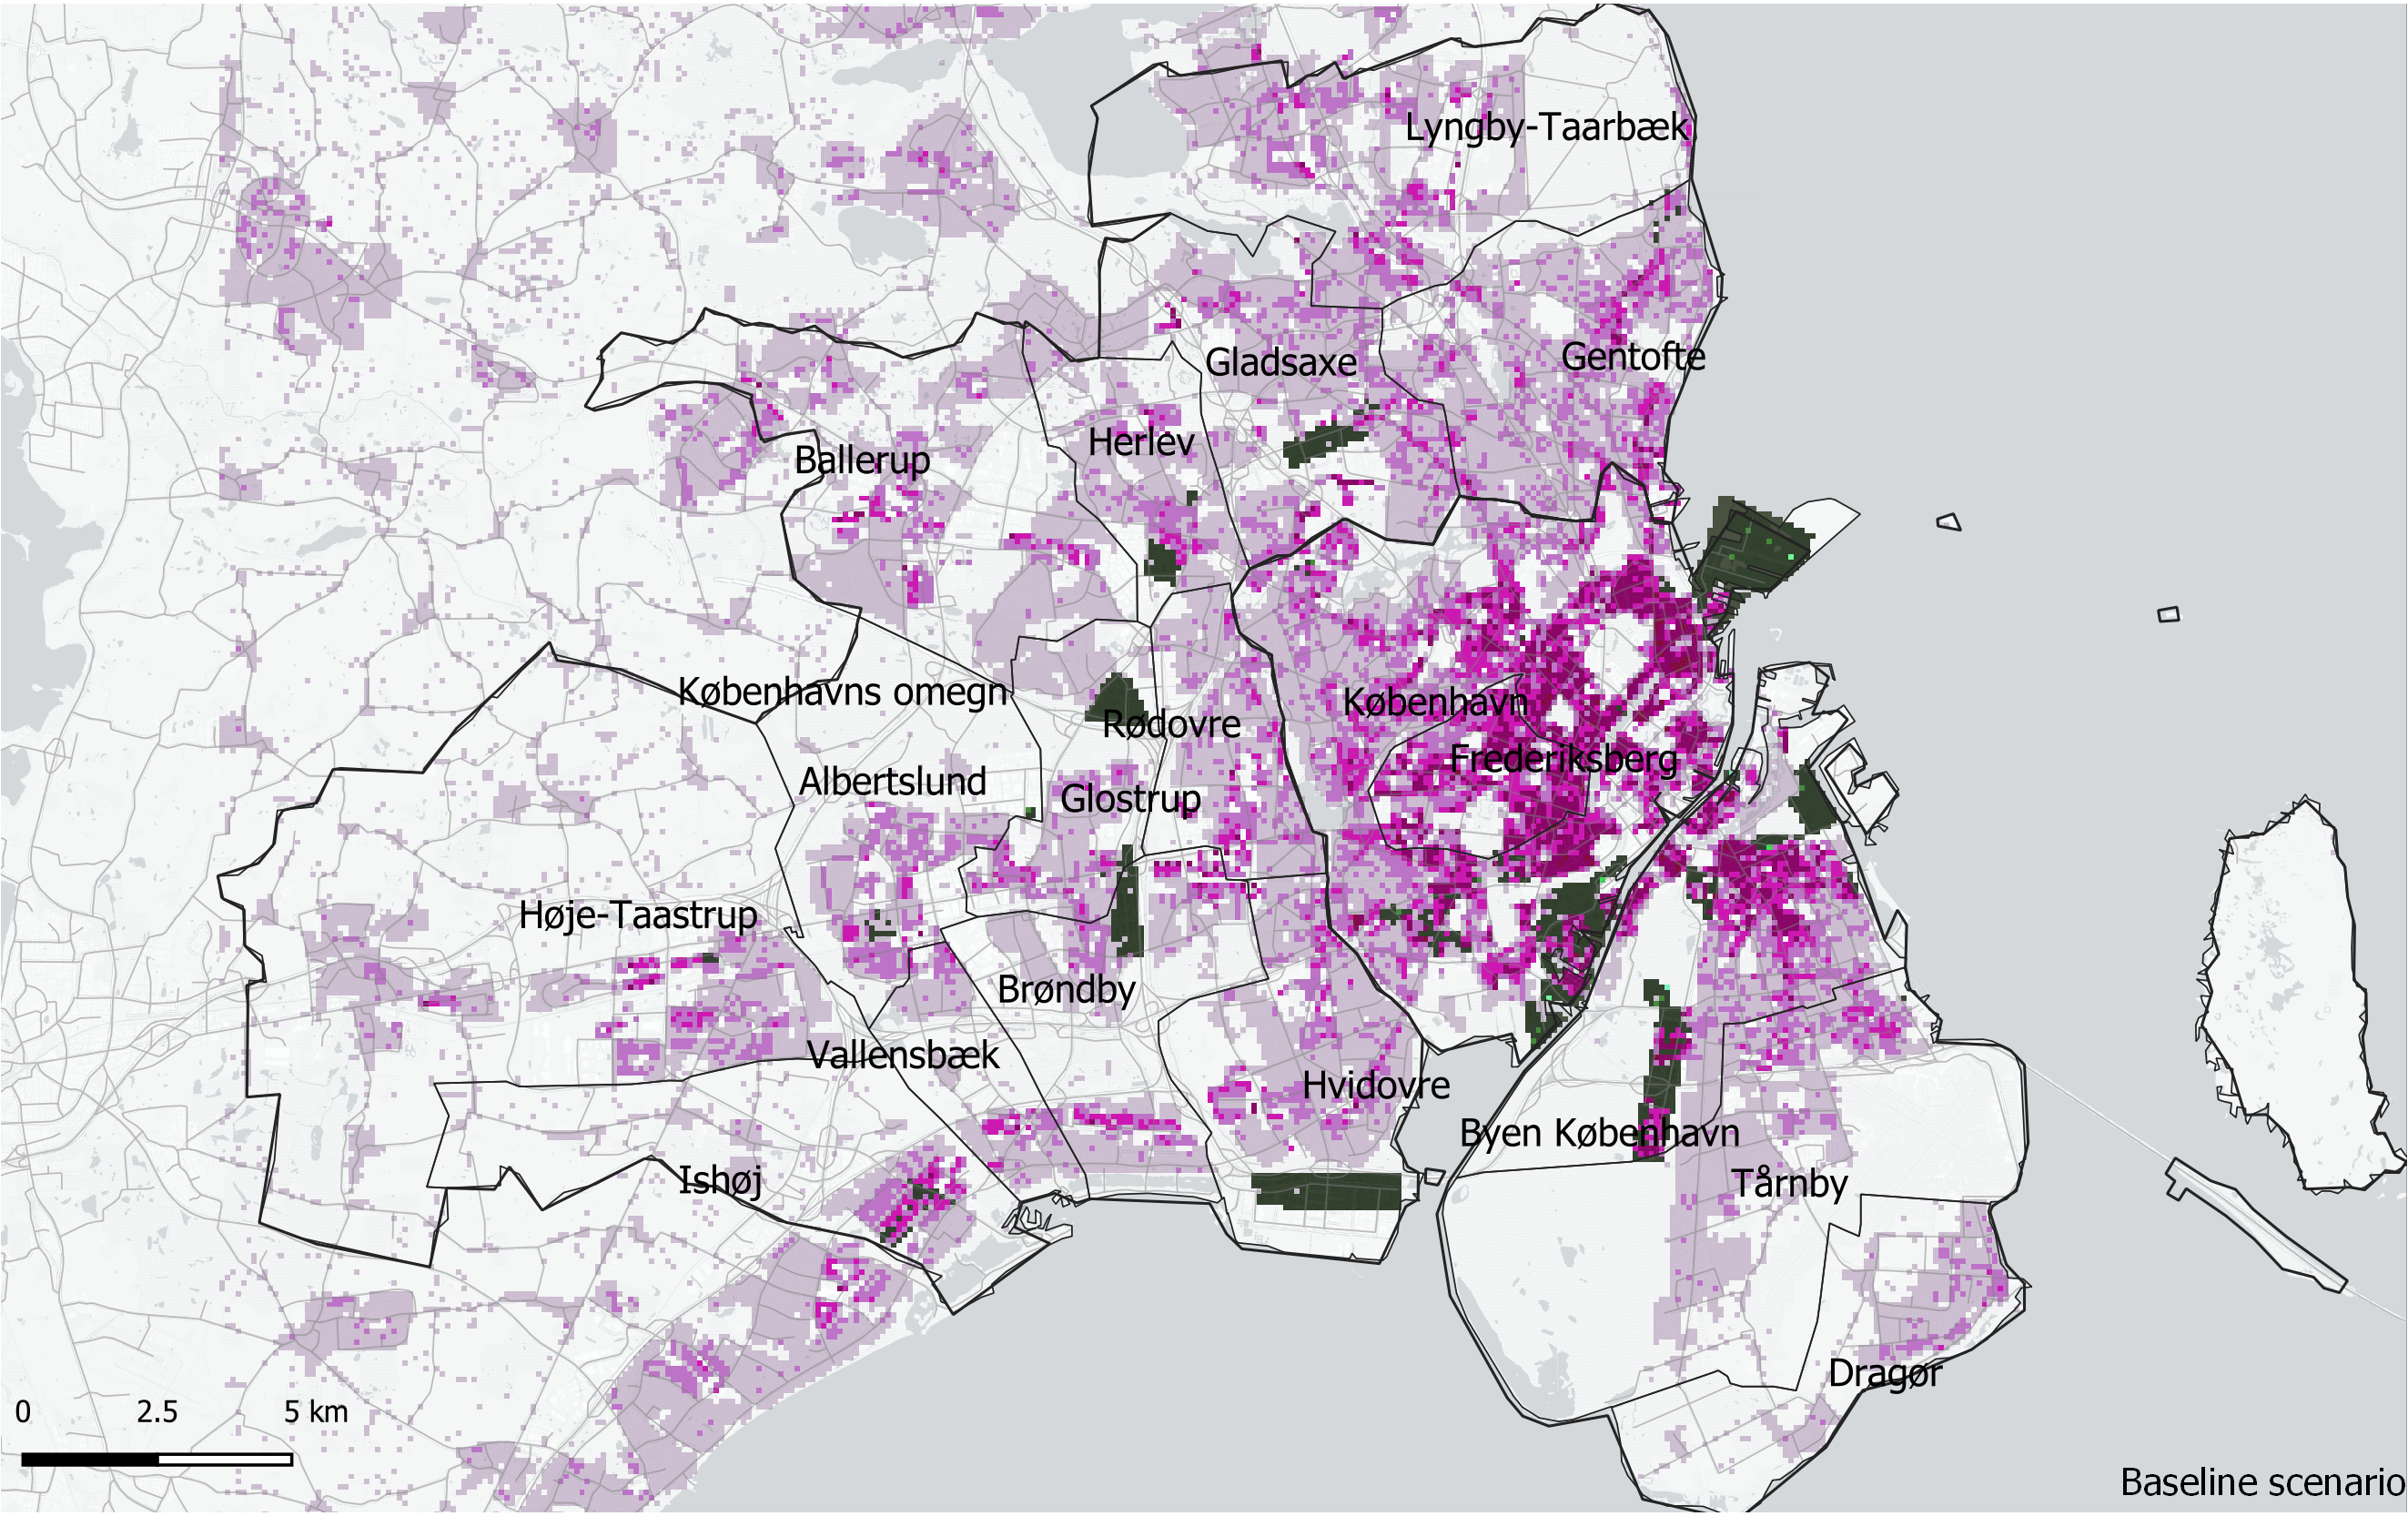 Lyngby-Taarbæk
Gladsaxe
Gentofte
Herlev
Ballerup
Københavns omegn
København
Rødovre
Frederiksberg
Albertslund
Glostrup
Høje-Taastrup
Brøndby
Vallensbæk
Hvidovre
Byen København
Ishøj
Tårnby
Dragør
0 2.5 5 km
Baseline scenario